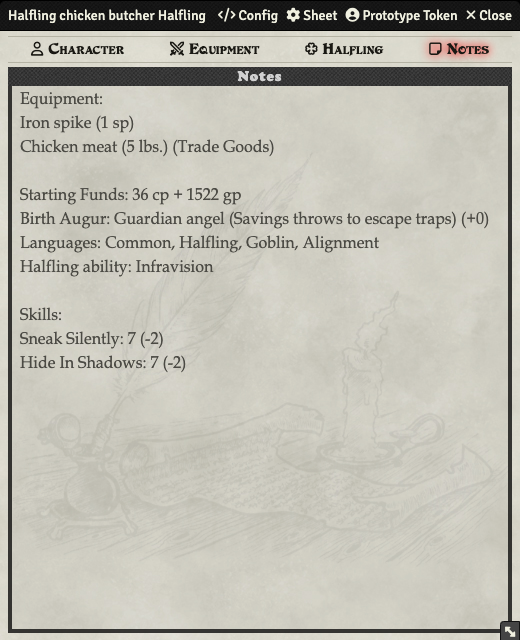 Halfling chicken butcher Halfling </> Config Sheet Prototype Token × Close
Character Equipment Halfling Notes
Notes
Equipment:
Iron spike (1 sp)
Chicken meat (5 lbs.) (Trade Goods)
Starting Funds: 36 cp + 1522 gp
Birth Augur: Guardian angel (Savings throws to escape traps) (+0)
Languages: Common, Halfling, Goblin, Alignment
Halfling ability: Infravision
Skills:
Sneak Silently: 7 (-2)
Hide In Shadows: 7 (-2)